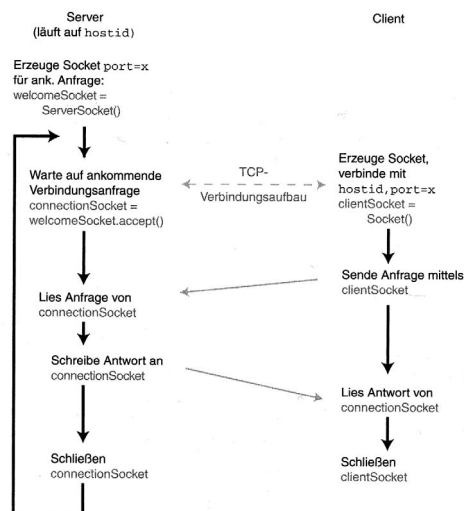 Server
(läuft auf hostid)
Client
Erzeuge Socket port=x
für ank. Anfrage:
welcomeSocket =
ServerSocket()
Warte auf ankommende
Verbindungsanfrage
connectionSocket =
welcomeSocket.accept()
TCP-
Verbindungsaufbau
Erzeuge Socket,
verbinde mit
hostid,port=x
clientSocket =
Socket()
Sende Anfrage mittels
clientSocket
Lies Anfrage von
connectionSocket
Schreibe Antwort an
connectionSocket
Lies Antwort von
connectionSocket
Schließen
connectionSocket
Schließen
clientSocket